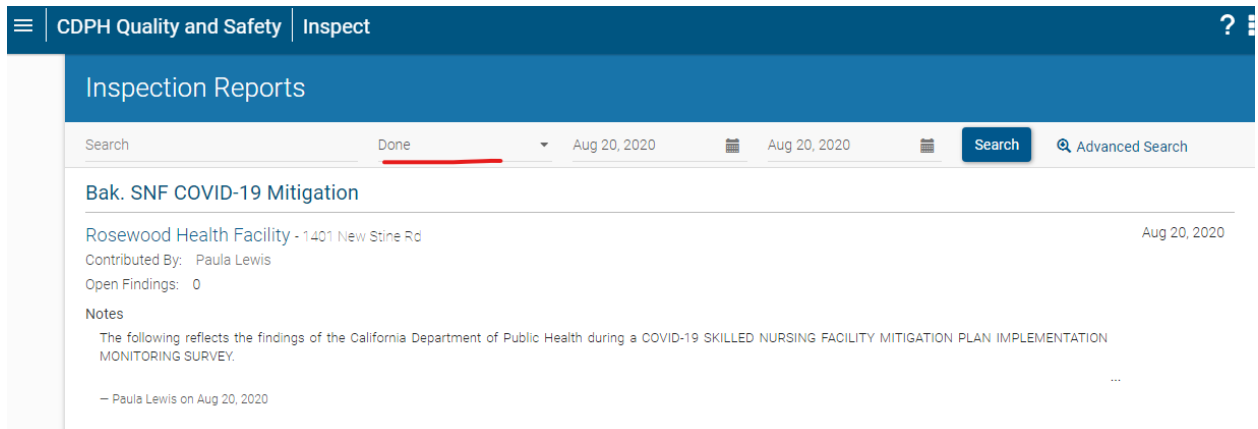 CDPH Quality and Safety Inspect ?
Inspection Reports
Search Done Aug 20, 2020 Aug 20, 2020 Search Advanced Search
Bak. SNF COVID-19 Mitigation
Rosewood Health Facility - 1401 New Stine Rd Aug 20, 2020
Contributed By: Paula Lewis
Open Findings: 0
Notes
The following reflects the findings of the California Department of Public Health during a COVID-19 SKILLED NURSING FACILITY MITIGATION PLAN IMPLEMENTATION
MONITORING SURVEY.
...
— Paula Lewis on Aug 20, 2020